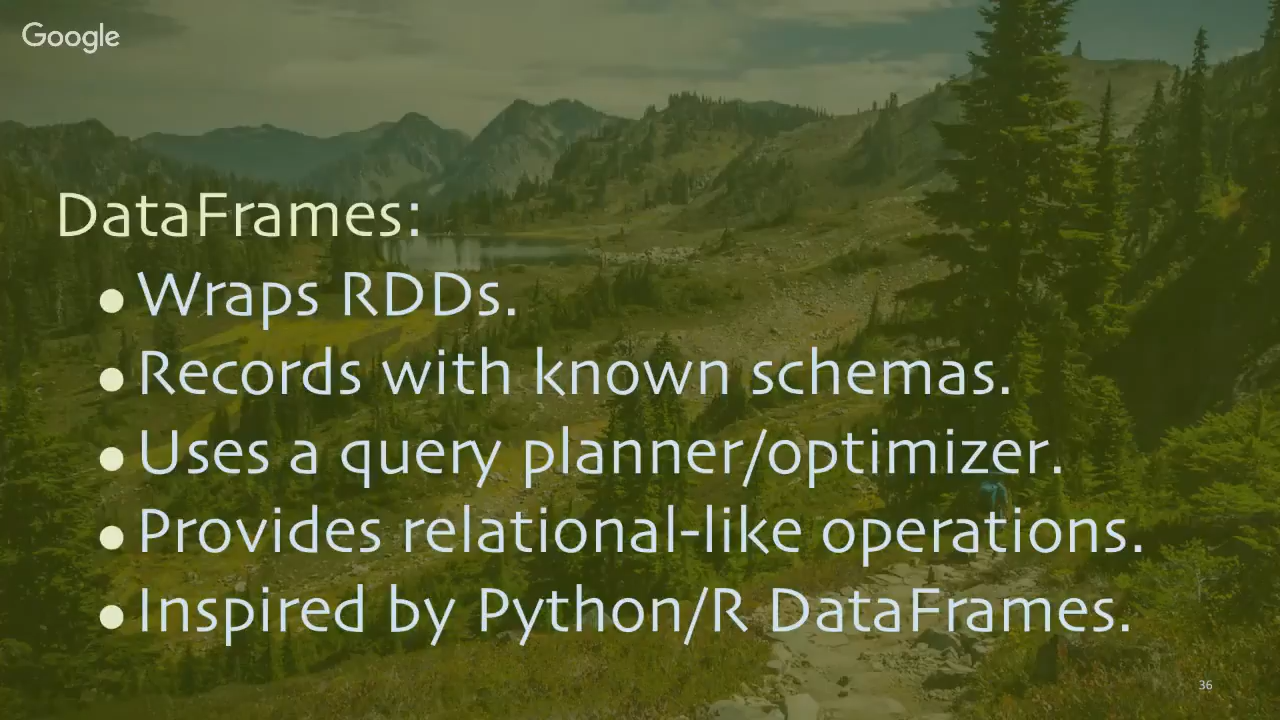 Google
DataFrames:
● Wraps RDDs.
● Records with known schemas.
● Uses a query planner/optimizer.
● Provides relational-like operations.
● Inspired by Python/R DataFrames.
36